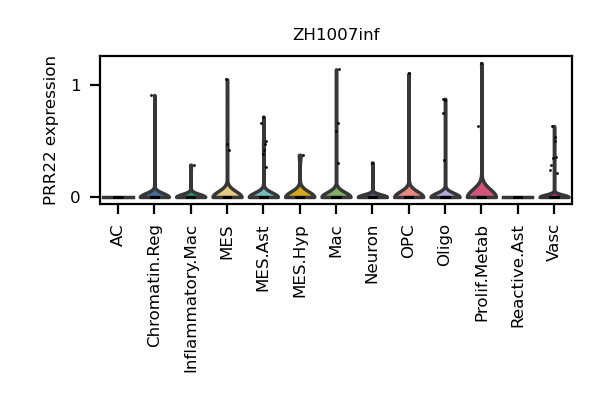 ZH1007inf
PRR22 expression
1
0
AC
Chromatin.Reg
Inflammatory.Mac
MES
MES.Ast
MES.Hyp
Mac
Neuron
OPC
Oligo
Prolif.Metab
Reactive.Ast
Vasc